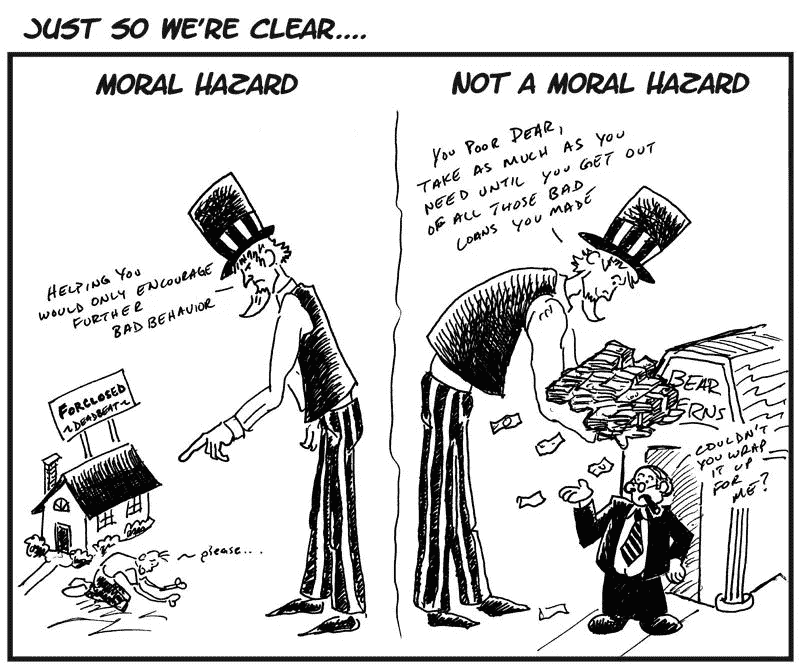 JUST SO WE'RE CLEAR....
MORAL HAZARD
HELPING YOU
WOULD ONLY ENCOURAGE
FURTHER
BAD BEHAVIOR
FORCLOSED
~DEADBEAT~
~ please...
NOT A MORAL HAZARD
YOU POOR DEAR,
TAKE AS MUCH AS YOU
NEED UNTIL YOU GET OUT
OF ALL THOSE BAD
LOANS YOU MADE
BEAR
ERNS
COULDN'T
YOU WRAP
IT UP
FOR
ME?